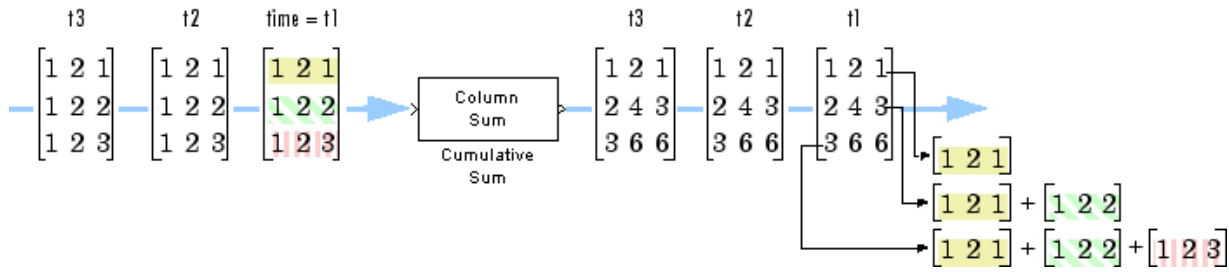 t3 t2 time = t1 t3 t2 t1
1 2 1 1 2 1 1 2 1 1 2 1 1 2 1 1 2 1
1 2 2 1 2 2 1 2 2 Column 2 4 3 2 4 3 2 4 3
Sum
1 2 3 1 2 3 1 2 3 3 6 6 3 6 6 3 6 6
Cumulative
Sum
[1 2 1]
[1 2 1] + [1 2 2]
[1 2 1] + [1 2 2] + [1 2 3]